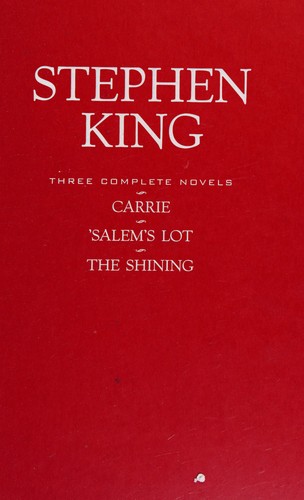 STEPHEN
KING
THREE COMPLETE NOVELS
CARRIE
'SALEM'S LOT
THE SHINING